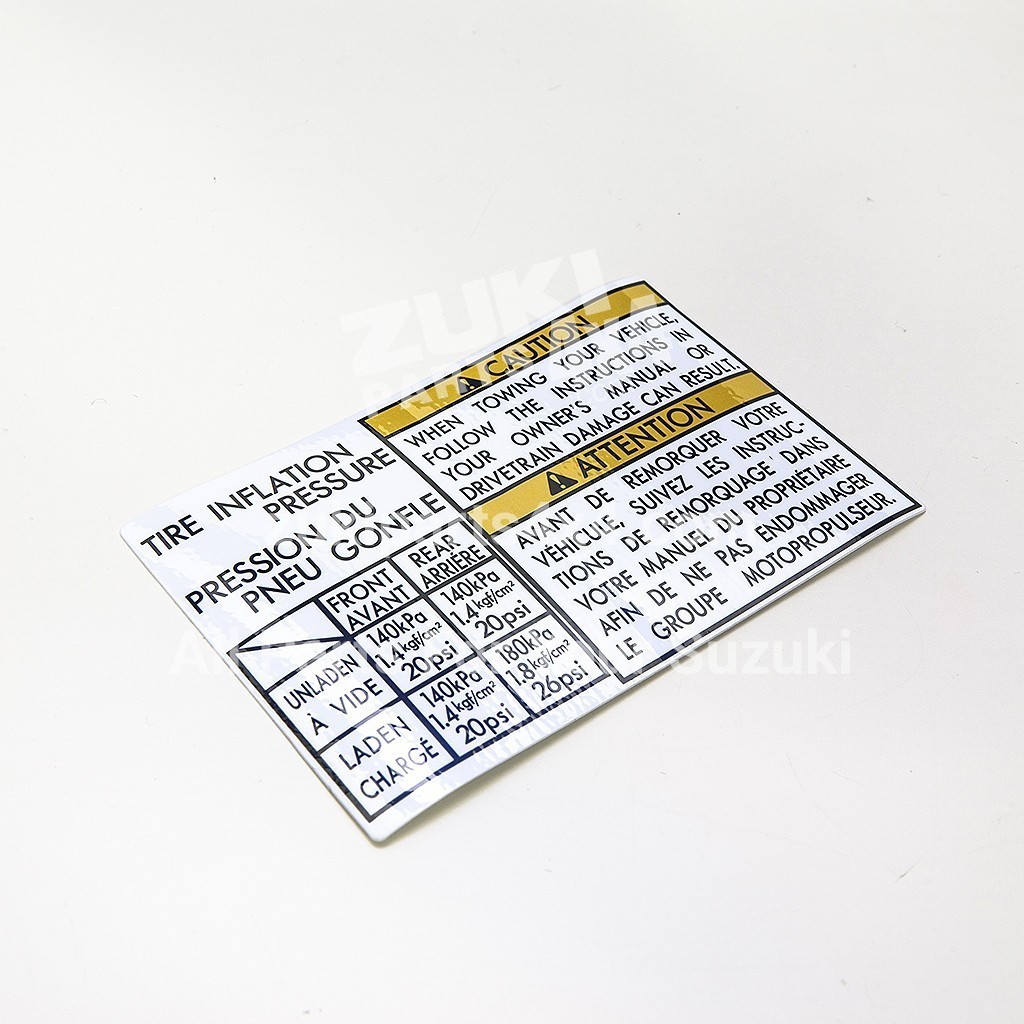 TIRE INFLATION
PRESSURE
PRESSION DU
PNEU GONFLE
FRONT
AVANT
REAR
ARRIÉRE
UNLADEN
À VIDE
140kPa
1.4kgf/cm²
20psi
140kPa
1.4kgf/cm²
20psi
LADEN
CHARGÉ
140kPa
1.4kgf/cm²
20psi
180kPa
1.8kgf/cm²
26psi
CAUTION
WHEN TOWING YOUR VEHICLE,
FOLLOW THE INSTRUCTIONS IN
YOUR OWNER'S MANUAL OR
DRIVETRAIN DAMAGE CAN RESULT.
ATTENTION
AVANT DE REMORQUER VOTRE
VÉHICULE, SUIVEZ LES INSTRUC-
TIONS DE REMORQUAGE DANS
VOTRE MANUEL DU PROPRIÉTAIRE
AFIN DE NE PAS ENDOMMAGER
LE GROUPE MOTOPROPULSEUR.
ZUKI
Suzuki